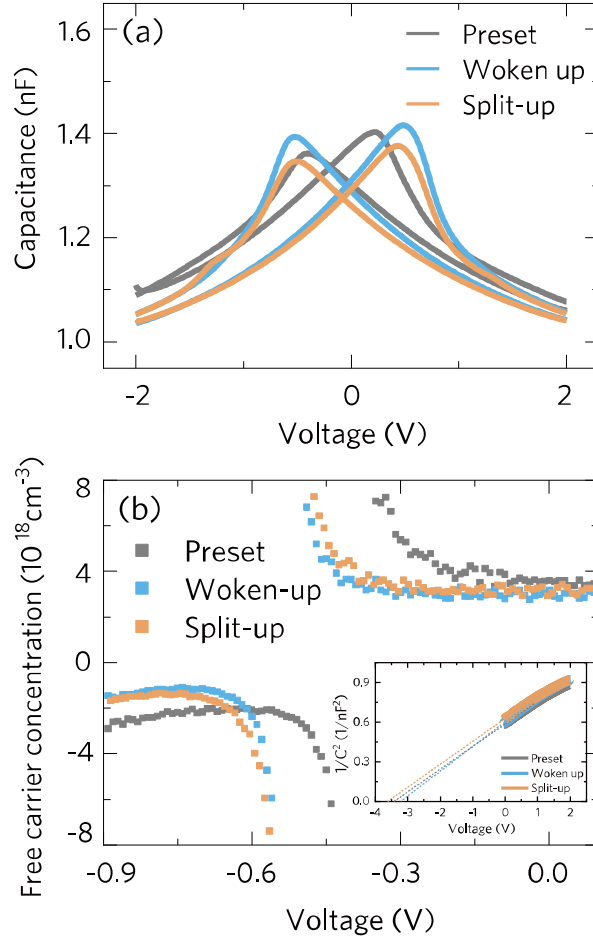 (a)
Preset
Woken up
Split-up
Capacitance (nF)
1.6
1.4
1.2
1.0
-2
0
2
Voltage (V)
(b)
Preset
Woken-up
Split-up
Free carrier concentration (10¹⁸cm⁻³)
8
4
0
-4
-8
-0.9
-0.6
-0.3
0.0
Voltage (V)
1/C² (1/nF²)
0.9
0.6
0.3
0.0
Preset
Woken up
Split-up
-4 -3 -2 -1 0 1 2
Voltage (V)